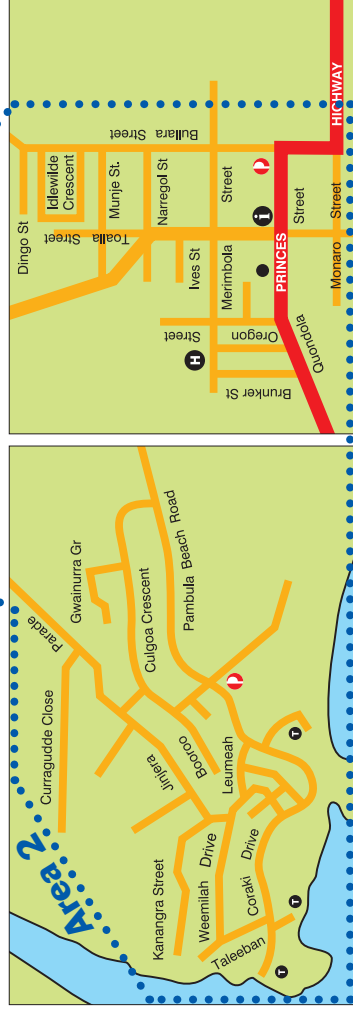 Area 2
Curragudde Close
Parade
Gwainurra Gr
Culgoa Crescent
Pambula Beach Road
Jinjera
Booroo
Leumeah
Kanangra Street
Weemilah Drive
Coraki Drive
Taleeban
T
T
T
Dingo St
Idlewilde
Crescent
Munje St.
Narregol St
Ives St
Merimbola Street
Toalla Street
Bullara Street
Oregon Street
Brunker St
Quondola Street
Monaro Street
PRINCES HIGHWAY
H
i